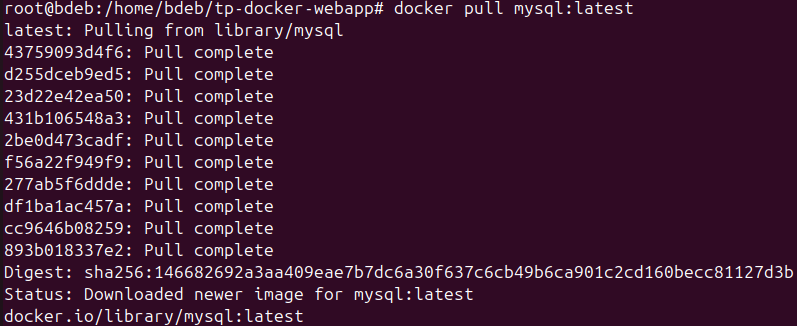 root@bdeb:/home/bdeb/tp-docker-webapp# docker pull mysql:latest
latest: Pulling from library/mysql
43759093d4f6: Pull complete
d255dceb9ed5: Pull complete
23d22e42ea50: Pull complete
431b106548a3: Pull complete
2be0d473cadf: Pull complete
f56a22f949f9: Pull complete
277ab5f6ddde: Pull complete
df1ba1ac457a: Pull complete
cc9646b08259: Pull complete
893b018337e2: Pull complete
Digest: sha256:146682692a3aa409eae7b7dc6a30f637c6cb49b6ca901c2cd160becc81127d3b
Status: Downloaded newer image for mysql:latest
docker.io/library/mysql:latest